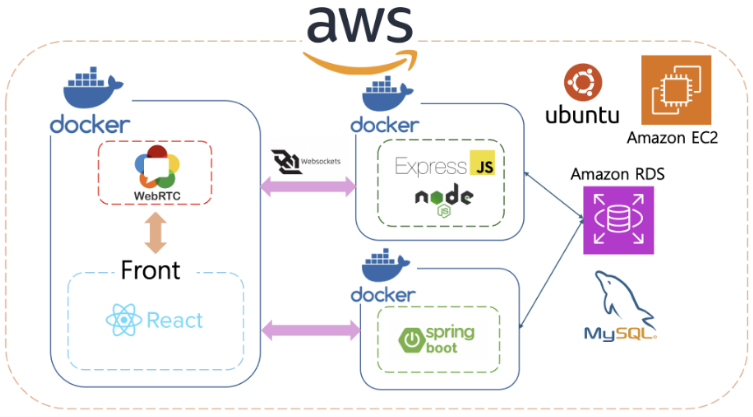 aws
docker
WebRTC
Front
React
Websockets
docker
Express JS
node
JS
docker
spring
boot
ubuntu
Amazon EC2
Amazon RDS
MySQL